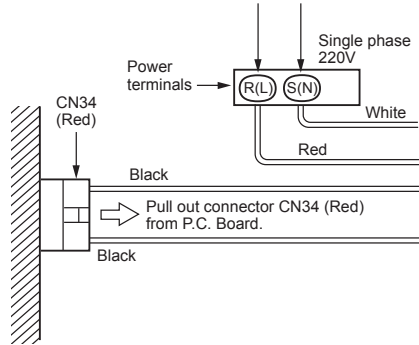 Single phase
220V
Power
terminals
R(L)
S(N)
CN34
(Red)
White
Red
Black
Pull out connector CN34 (Red)
from P.C. Board.
Black